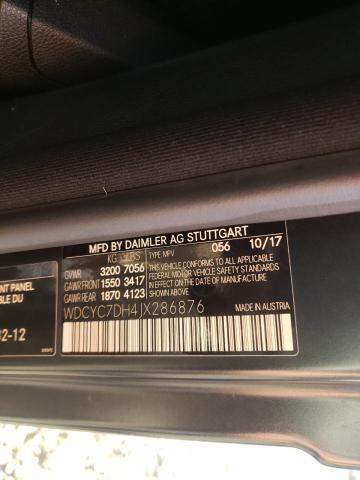 MFD BY DAIMLER AG STUTTGART
KG LBS TYPE: MPV 056 10/17
GVWR 3200 7056
GAWR FRONT 1550 3417
GAWR REAR 1870 4123
THIS VEHICLE CONFORMS TO ALL APPLICABLE
FEDERAL MOTOR VEHICLE SAFETY STANDARDS
IN EFFECT ON THE DATE OF MANUFACTURE
SHOWN ABOVE
MADE IN AUSTRIA
WDCYC7DH4JX286876
FRONT PANEL
BLE DU
2-12